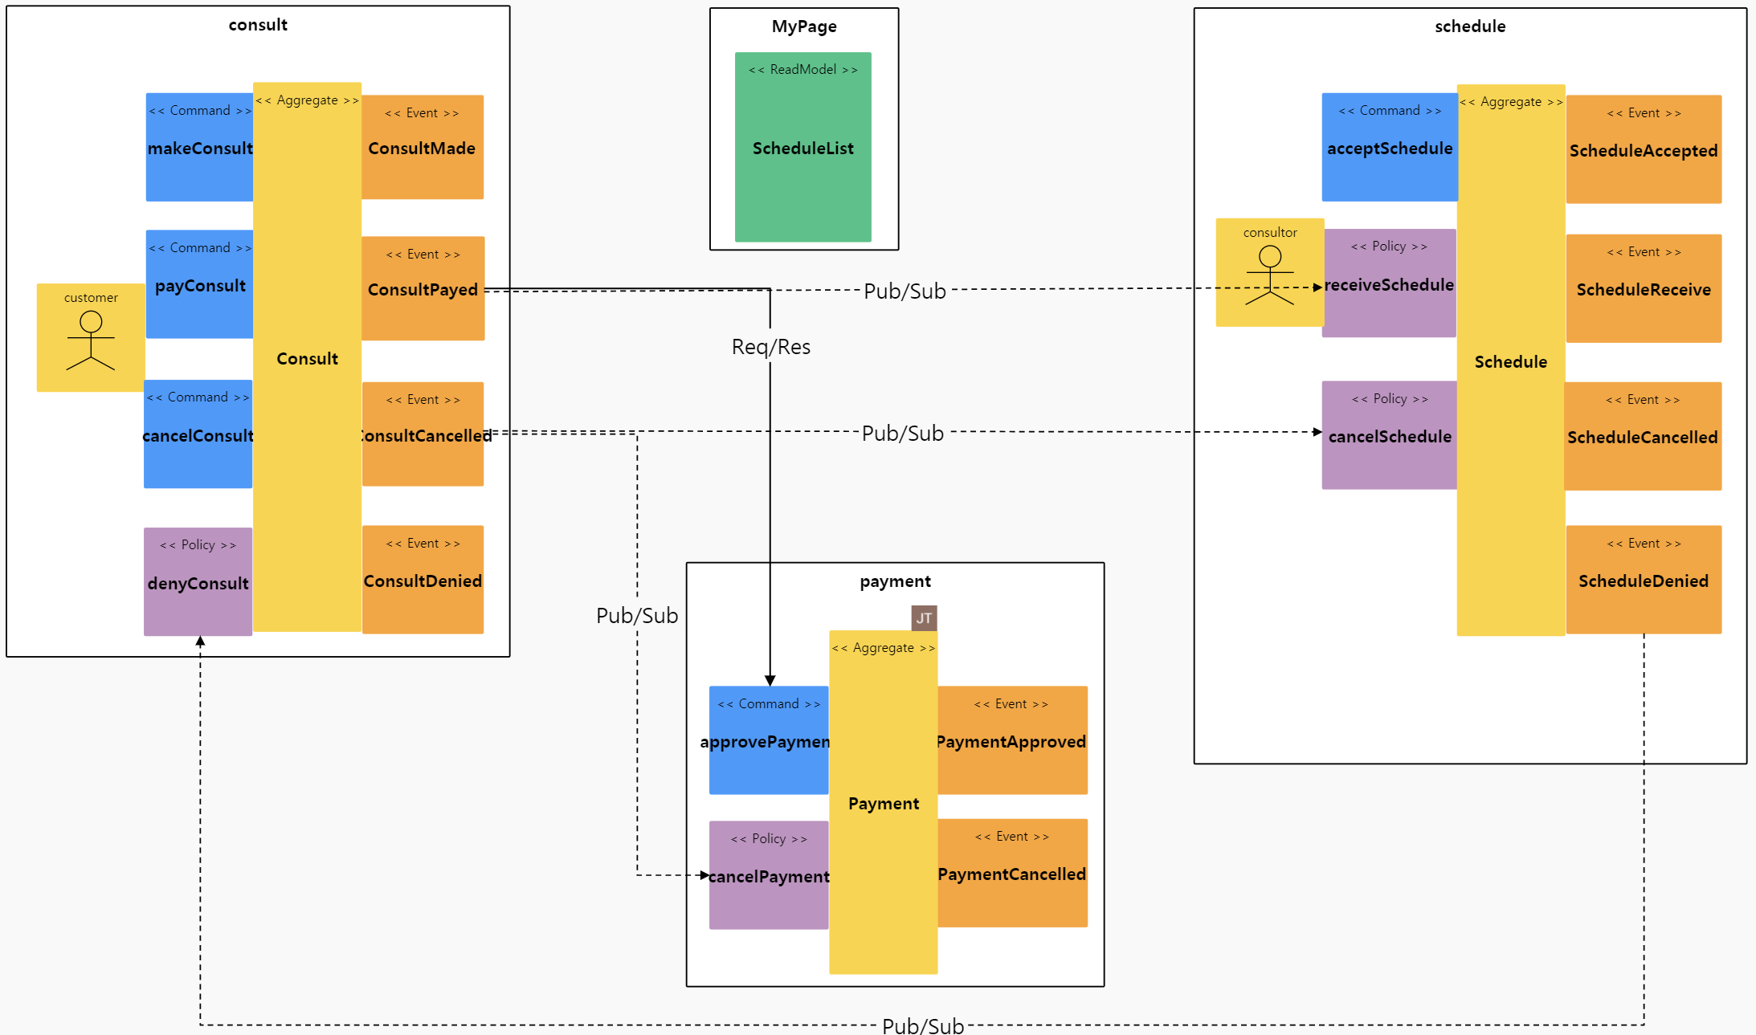 consult
<< Command >>
makeConsult
<< Aggregate >>
Consult
<< Event >>
ConsultMade
<< Command >>
payConsult
<< Event >>
ConsultPayed
customer
<< Command >>
cancelConsult
<< Event >>
ConsultCancelled
<< Policy >>
denyConsult
<< Event >>
ConsultDenied
MyPage
<< ReadModel >>
ScheduleList
Pub/Sub
Req/Res
Pub/Sub
Pub/Sub
schedule
<< Command >>
acceptSchedule
<< Aggregate >>
Schedule
<< Event >>
ScheduleAccepted
consultor
<< Policy >>
receiveSchedule
<< Event >>
ScheduleReceive
<< Policy >>
cancelSchedule
<< Event >>
ScheduleCancelled
<< Event >>
ScheduleDenied
payment
JT
<< Aggregate >>
Payment
<< Command >>
approvePaymen
<< Event >>
PaymentApproved
<< Policy >>
cancelPayment
<< Event >>
PaymentCancelled
Pub/Sub